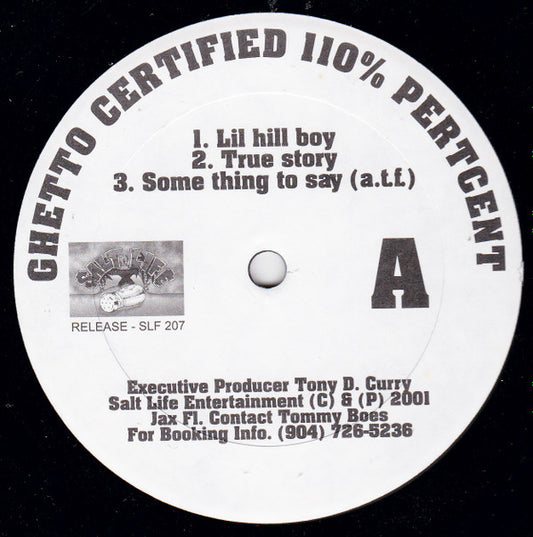 GHETTO CERTIFIED 110% PERTCENT
1. Lil hill boy
2. True story
3. Some thing to say (a.t.f.)
SALT LIFE
A
RELEASE - SLF 207
Executive Producer Tony D. Curry
Salt Life Entertainment (C) & (P) 2001
Jax Fl. Contact Tommy Boes
For Booking Info. (904) 726-5236